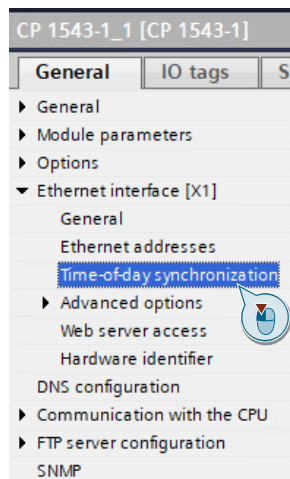 CP 1543-1_1 [CP 1543-1]
General IO tags S
General
Module parameters
Options
Ethernet interface [X1]
General
Ethernet addresses
Time-of-day synchronization
Advanced options
Web server access
Hardware identifier
DNS configuration
Communication with the CPU
FTP server configuration
SNMP